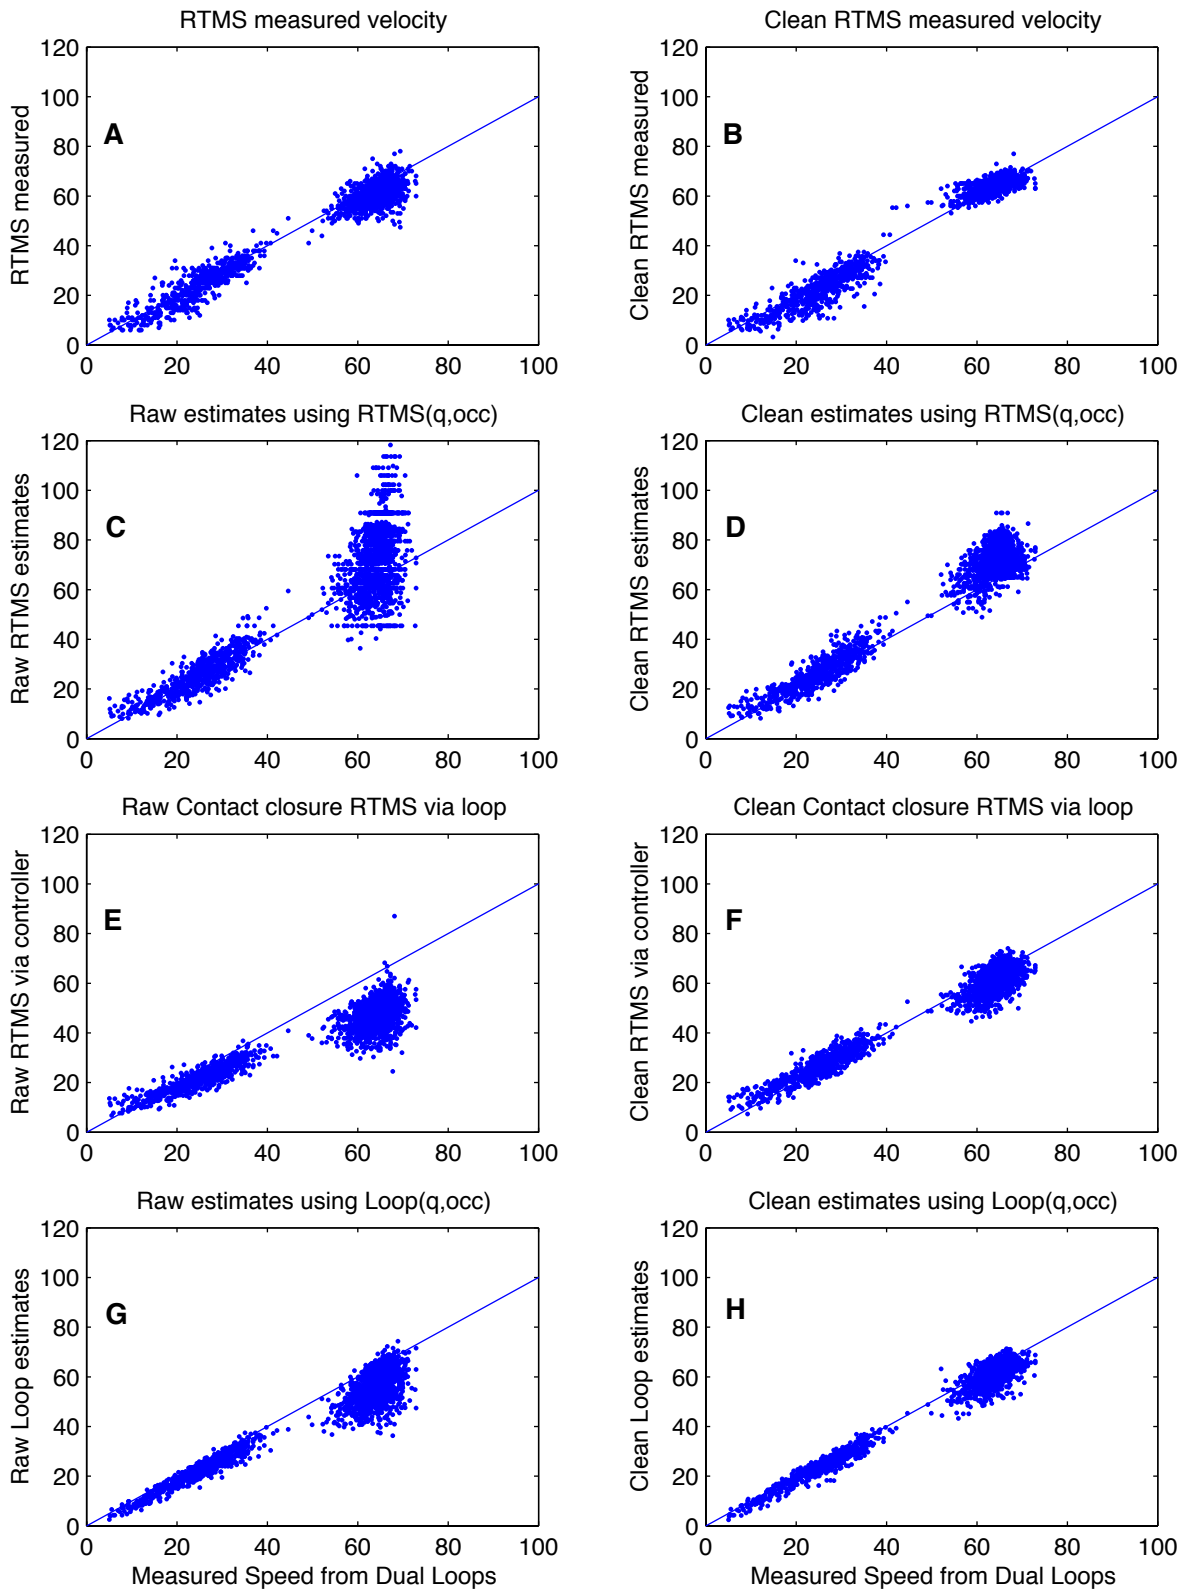 RTMS measured velocity
RTMS measured
A
120
100
80
60
40
20
0
0 20 40 60 80 100
Clean RTMS measured velocity
Clean RTMS measured
B
120
100
80
60
40
20
0
0 20 40 60 80 100
Raw estimates using RTMS(q,occ)
Raw RTMS estimates
C
120
100
80
60
40
20
0
0 20 40 60 80 100
Clean estimates using RTMS(q,occ)
Clean RTMS estimates
D
120
100
80
60
40
20
0
0 20 40 60 80 100
Raw Contact closure RTMS via loop
Raw RTMS via controller
E
120
100
80
60
40
20
0
0 20 40 60 80 100
Clean Contact closure RTMS via loop
Clean RTMS via controller
F
120
100
80
60
40
20
0
0 20 40 60 80 100
Raw estimates using Loop(q,occ)
Raw Loop estimates
G
120
100
80
60
40
20
0
0 20 40 60 80 100
Measured Speed from Dual Loops
Clean estimates using Loop(q,occ)
Clean Loop estimates
H
120
100
80
60
40
20
0
0 20 40 60 80 100
Measured Speed from Dual Loops